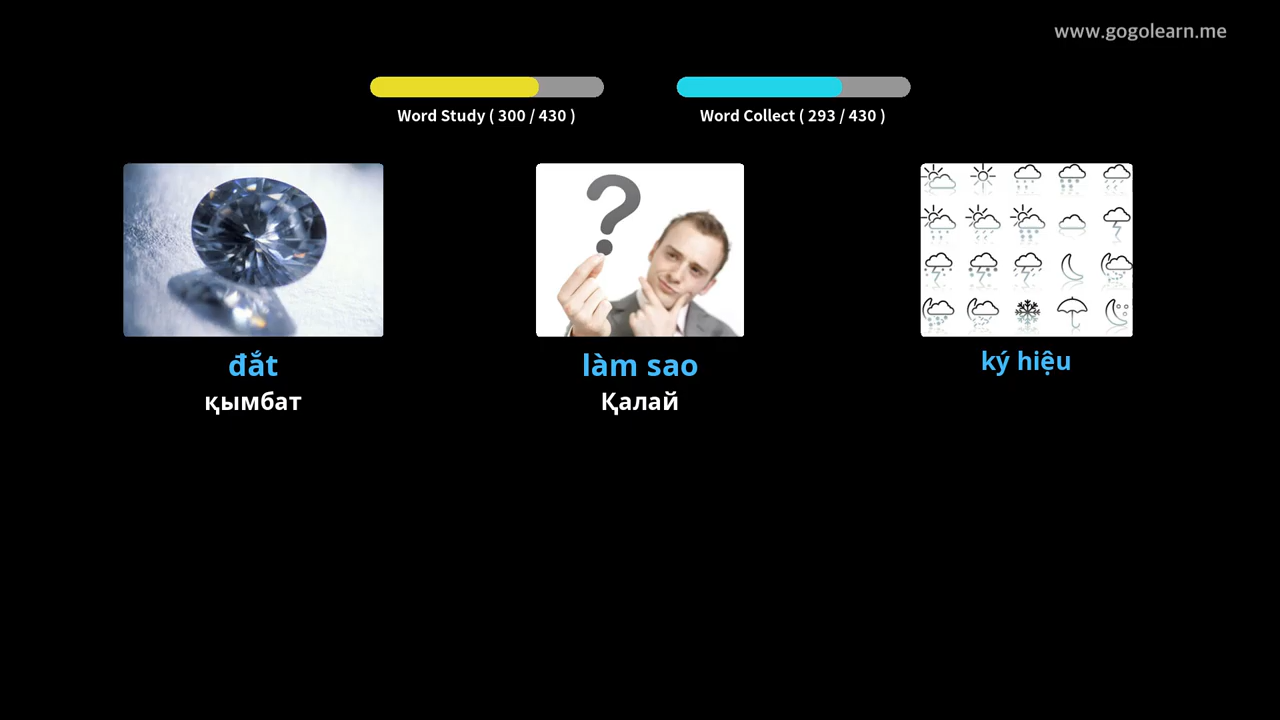 www.gogolearn.me
Word Study ( 300 / 430 )
Word Collect ( 293 / 430 )
đắt
қымбат
làm sao
Қалай
ký hiệu